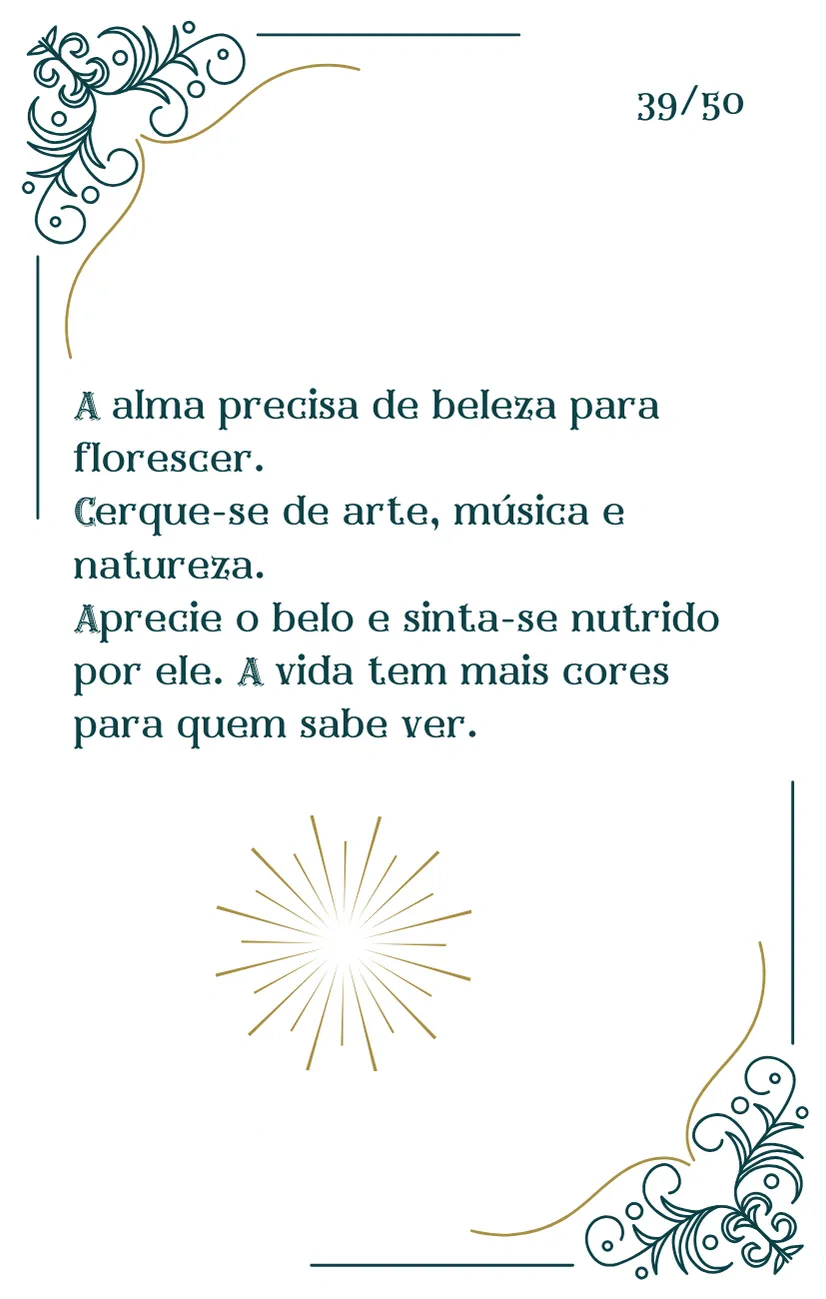 39/50
A alma precisa de beleza para
florescer.
Cerque-se de arte, música e
natureza.
Aprecie o belo e sinta-se nutrido
por ele. A vida tem mais cores
para quem sabe ver.